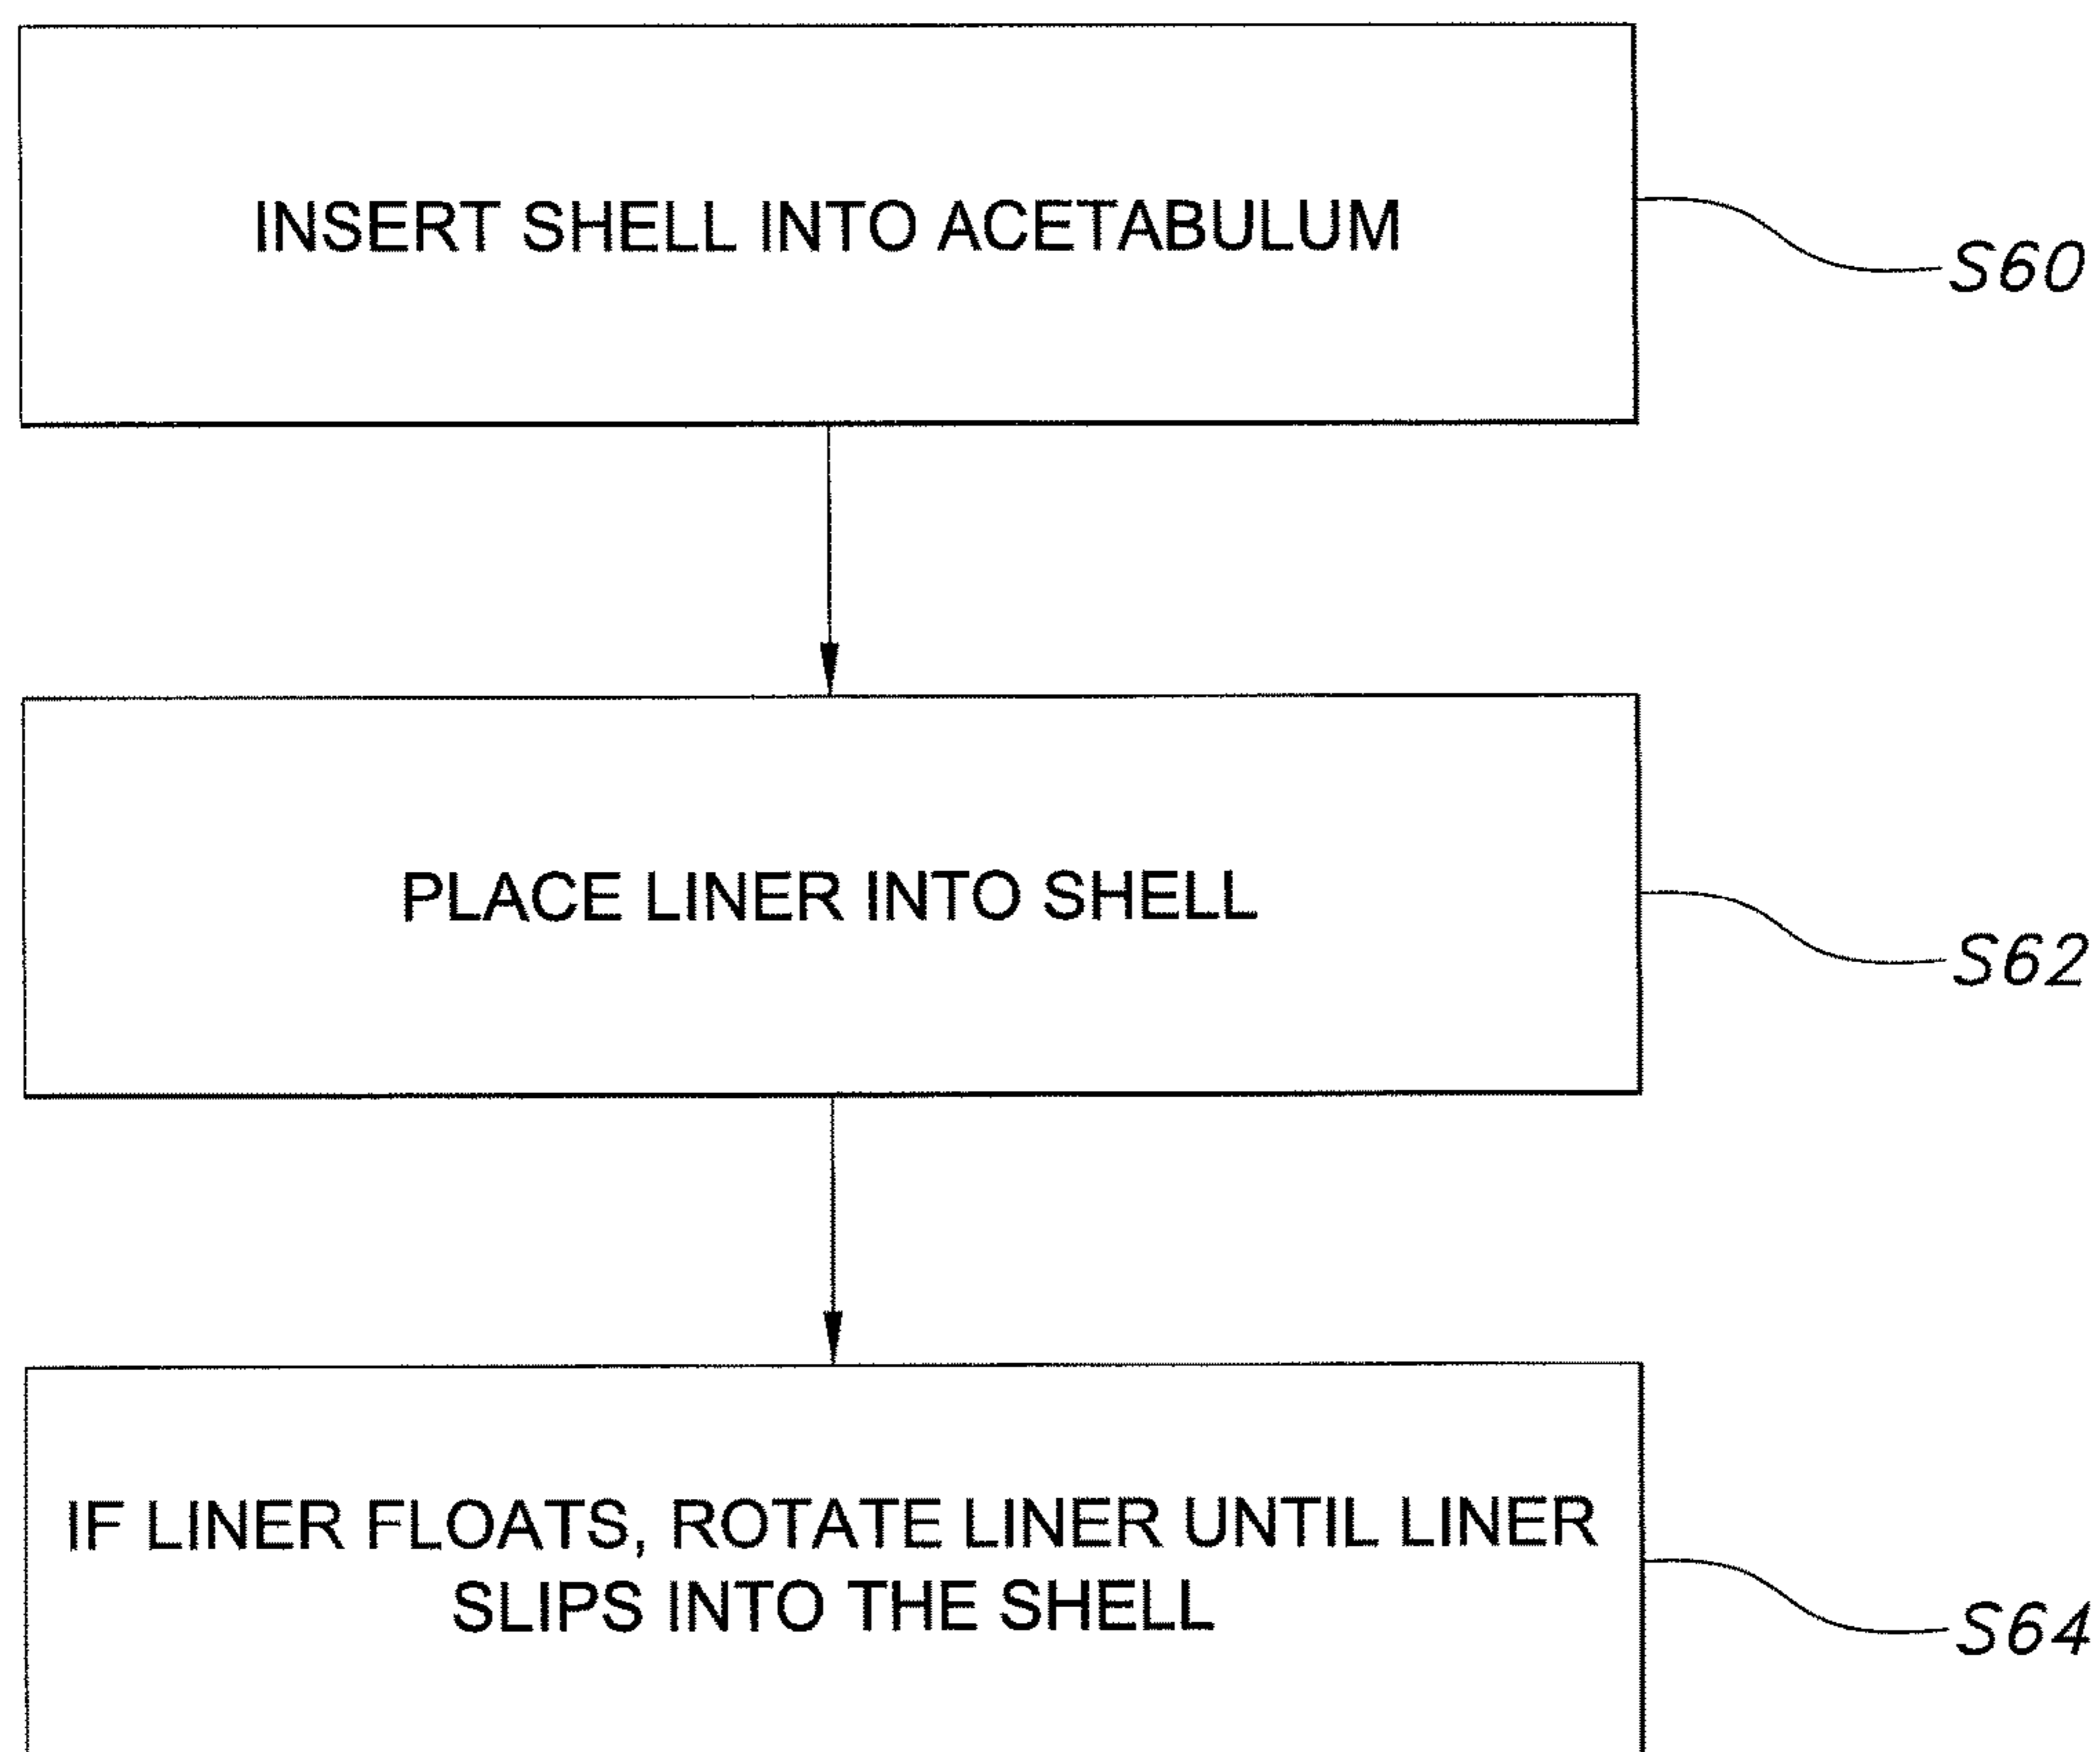 INSERT SHELL INTO ACETABULUM
S60
PLACE LINER INTO SHELL
S62
IF LINER FLOATS, ROTATE LINER UNTIL LINER
SLIPS INTO THE SHELL
S64